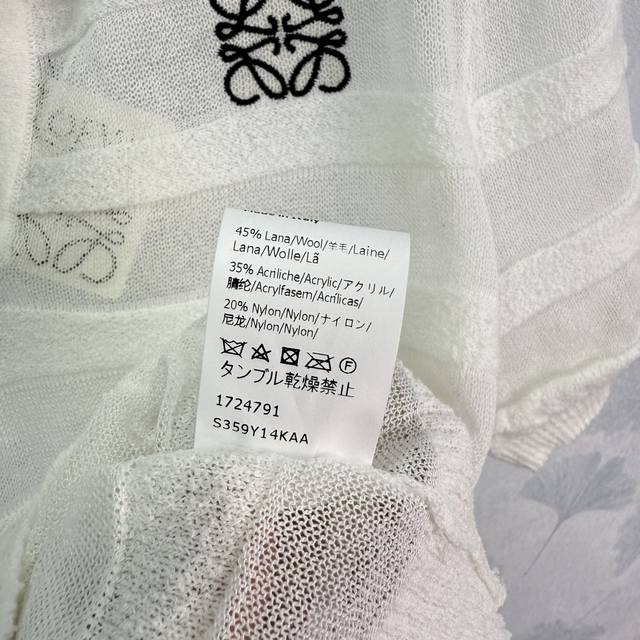 45% Lana/Wool/羊毛/Laine/
Lana/Wolle/Lã
35% Acriliche/Acrylic/アクリル/
腈纶/Acrylfasern/Acrílicas/
20% Nylon/Nylon/ナイロン/
尼龙/Nylon/Nylon/
タンブル乾燥禁止
1724791
S359Y14KAA